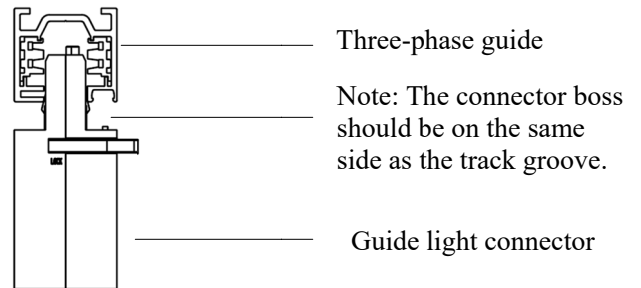 Three-phase guide
Note: The connector boss
should be on the same
side as the track groove.
Guide light connector